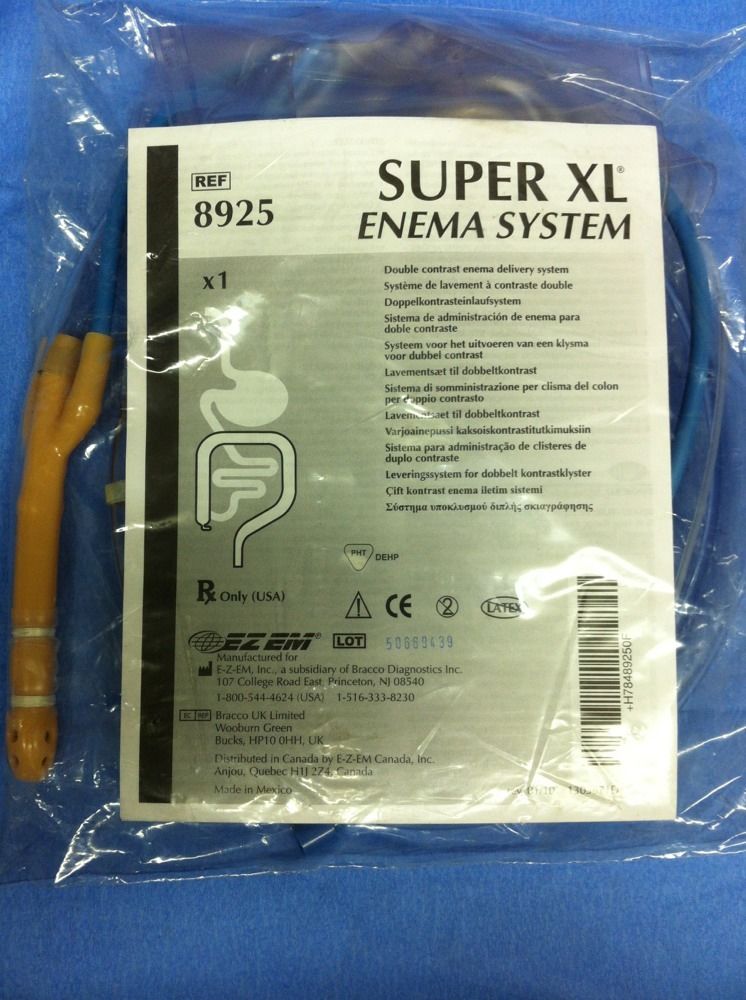 REF
8925
SUPER XL®
ENEMA SYSTEM
x1
Double contrast enema delivery system
Système de lavement à contraste double
Doppelkontrasteinlaufsystem
Sistema de administración de enema para
doble contraste
Systeem voor het uitvoeren van een klysma
voor dubbel contrast
Lavementsæt til dobbeltkontrast
Sistema di somministrazione per clisma del colon
per doppio contrasto
til dobbeltkontrast
Varjoainepussi kaksoiskontrastitutkimuksiin
Sistema para administração de clisteres de
duplo contraste
Leveringssystem for dobbelt kontrastklyster
Çift kontrast enema iletim sistemi
Σύστημα υποκλυσμού διπλής σκιαγράφησης
PHT DEHP
Rx Only (USA)
CE 2 LATEX
E-Z-EM® LOT 50669439
Manufactured for
E-Z-EM, Inc., a subsidiary of Bracco Diagnostics Inc.
107 College Road East, Princeton, NJ 08540
1-800-544-4624 (USA) 1-516-333-8230
EC REP Bracco UK Limited
Wooburn Green
Bucks, HP10 0HH, UK
Distributed in Canada by E-Z-EM Canada, Inc.
Anjou, Quebec H1J 2Z4, Canada
Made in Mexico
+H78489250F